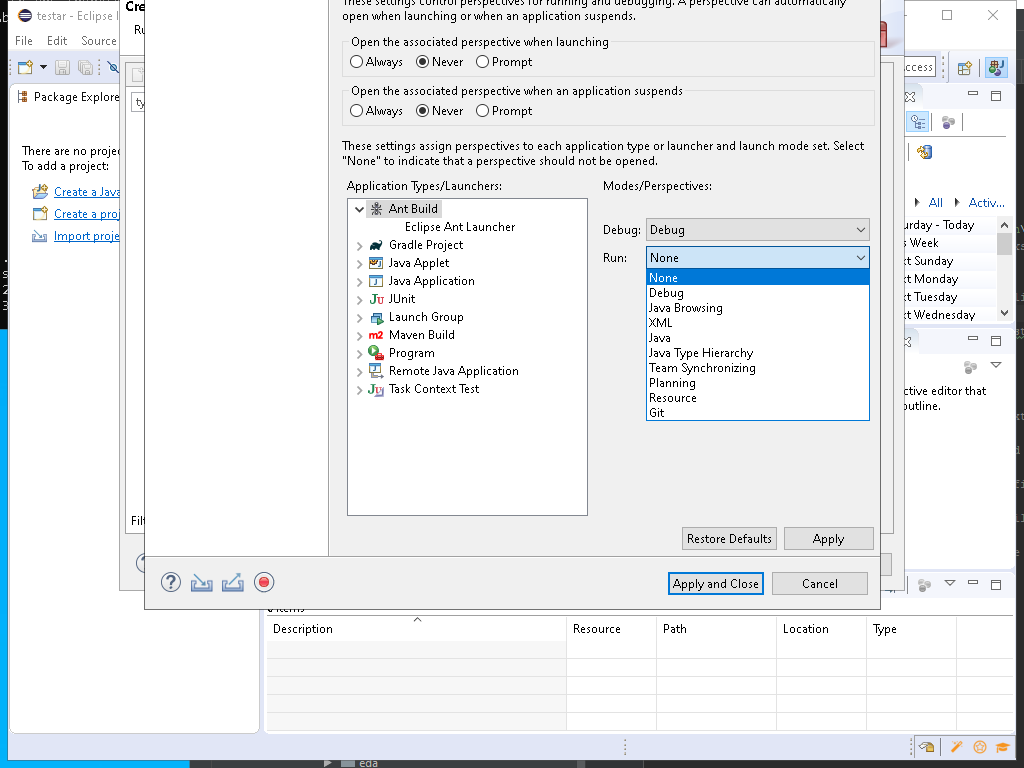 testar - Eclipse
File Edit Source
Cre
Ru
These settings control perspectives for running and debugging. A perspective can automatically
open when launching or when an application suspends.
Open the associated perspective when launching
Always Never Prompt
Open the associated perspective when an application suspends
Always Never Prompt
These settings assign perspectives to each application type or launcher and launch mode set. Select
"None" to indicate that a perspective should not be opened.
Application Types/Launchers:
Modes/Perspectives:
Ant Build
Eclipse Ant Launcher
Gradle Project
Java Applet
Java Application
JUnit
Launch Group
Maven Build
Program
Remote Java Application
Task Context Test
Debug: Debug
Run: None
None
Debug
Java Browsing
XML
Java
Java Type Hierarchy
Team Synchronizing
Planning
Resource
Git
Restore Defaults Apply
Apply and Close Cancel
Package Explore
ty
There are no projec
To add a project:
Create a Java
Create a proj
Import proje
Filt
ccess
All Activ...
urday - Today
s Week
xt Sunday
xt Monday
xt Tuesday
xt Wednesday
ctive editor that
outline.
0 items
Description Resource Path Location Type
eda